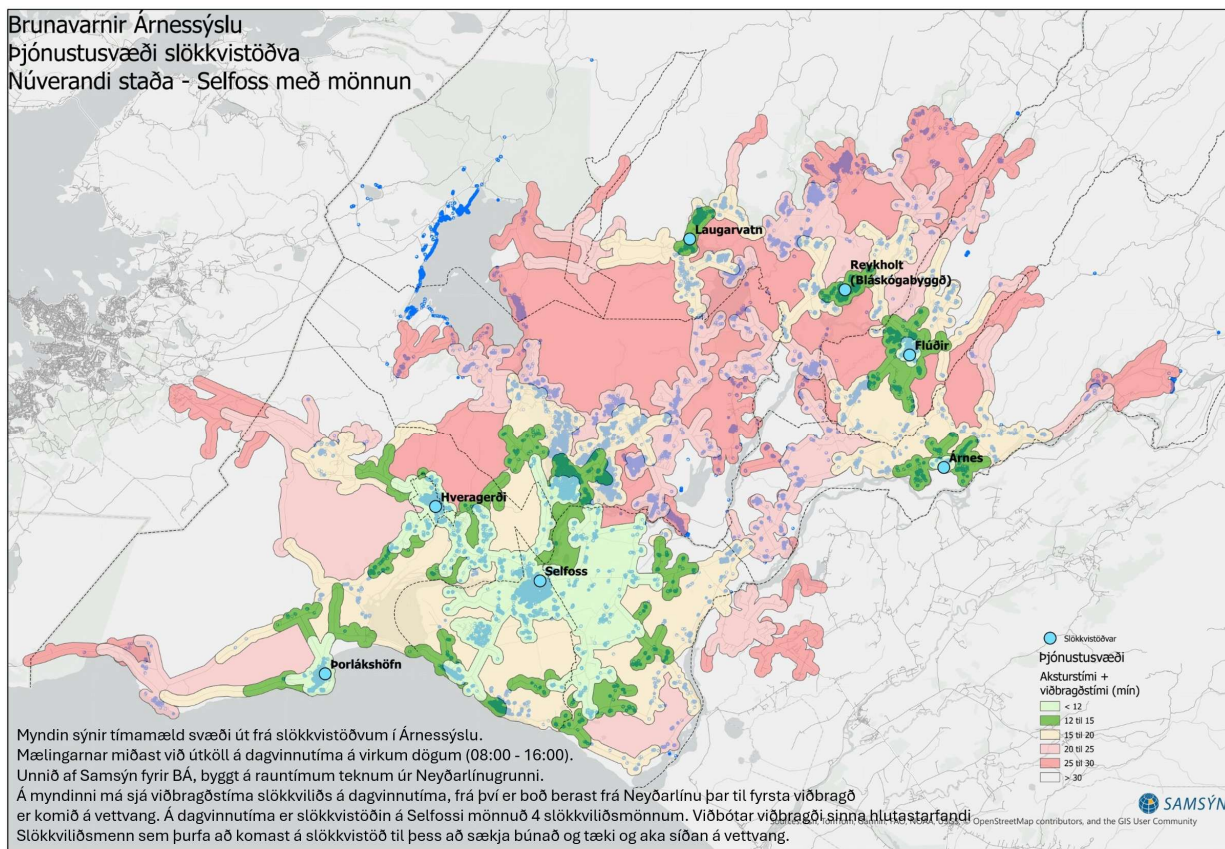 Brunavarnir Árnessýslu
Þjónustusvæði slökkvistöðva
Núverandi staða - Selfoss með mönnun
Laugarvatn
Reykholt
(Bláskógabyggð)
Flúðir
Árnes
Hveragerði
Selfoss
Þorlákshöfn
Slökkvistöðvar
Þjónustusvæði
Aksturstími +
viðbragðstími (mín)
< 12
12 til 15
15 til 20
20 til 25
25 til 30
> 30
Myndin sýnir tímamæld svæði út frá slökkvistöðvum í Árnessýslu.
Mælingarnar miðast við útköll á dagvinnutíma á virkum dögum (08:00 - 16:00).
Unnið af Samsýn fyrir BÁ, byggt á rauntímum teknum úr Neyðarlínugrunni.
Á myndinni má sjá viðbragðstíma slökkviliðs á dagvinnutíma, frá því er boð berast frá Neyðarlínu þar til fyrsta viðbragð
er komið á vettvang. Á dagvinnutíma er slökkvistöðin á Selfossi mönnuð 4 slökkviliðsmönnum. Viðbótar viðbragði sinna hlutastarfandi
Slökkviliðsmenn sem þurfa að komast á slökkvistöð til þess að sækja búnað og tæki og aka síðan á vettvang.
SAMSÝN
OpenStreetMap contributors, and the GIS User Community